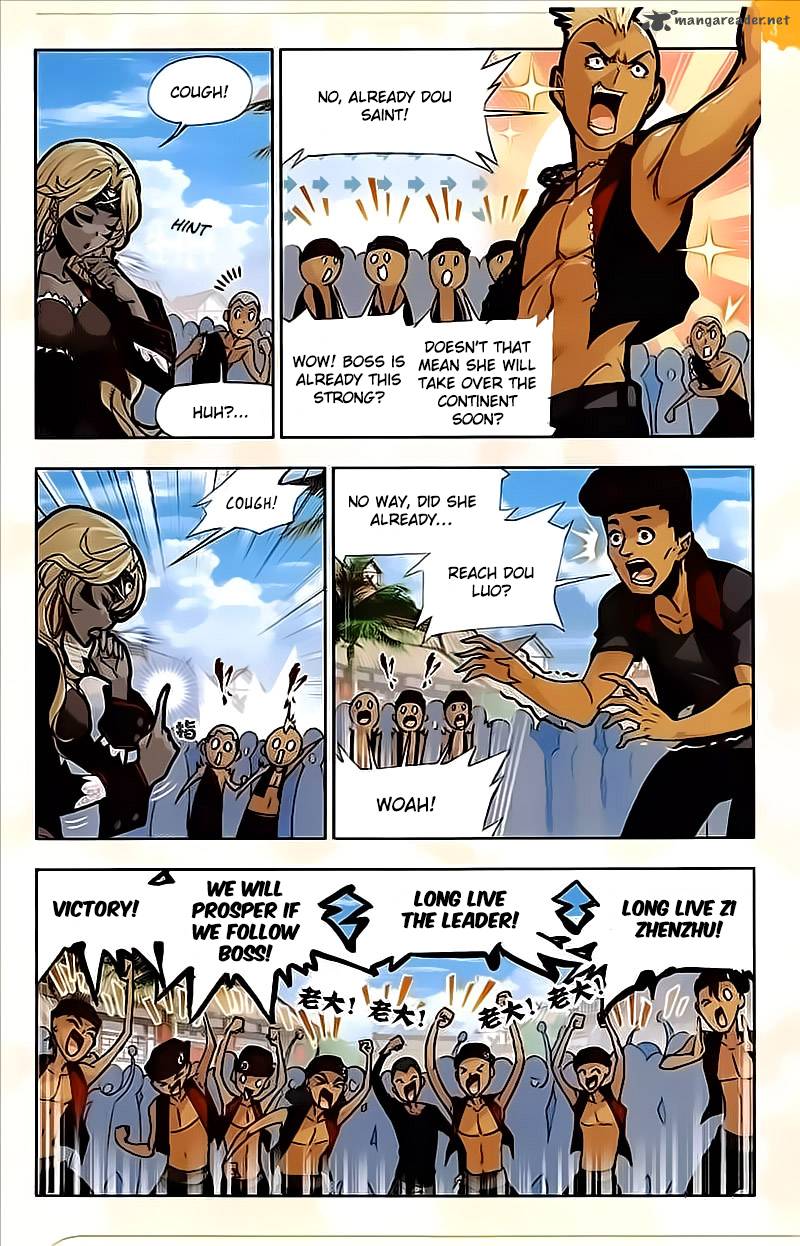 mangareader.net
COUGH!
HINT
HUH?...
NO, ALREADY DOU
SAINT!
WOW! BOSS IS
ALREADY THIS
STRONG?
DOESN'T THAT
MEAN SHE WILL
TAKE OVER THE
CONTINENT
SOON?
COUGH!
指
NO WAY, DID SHE
ALREADY...
REACH DOU
LUO?
WOAH!
VICTORY!
WE WILL
PROSPER IF
WE FOLLOW
BOSS!
LONG LIVE
THE LEADER!
LONG LIVE ZI
ZHENZHU!
老大!
老大!
老大!
老大!